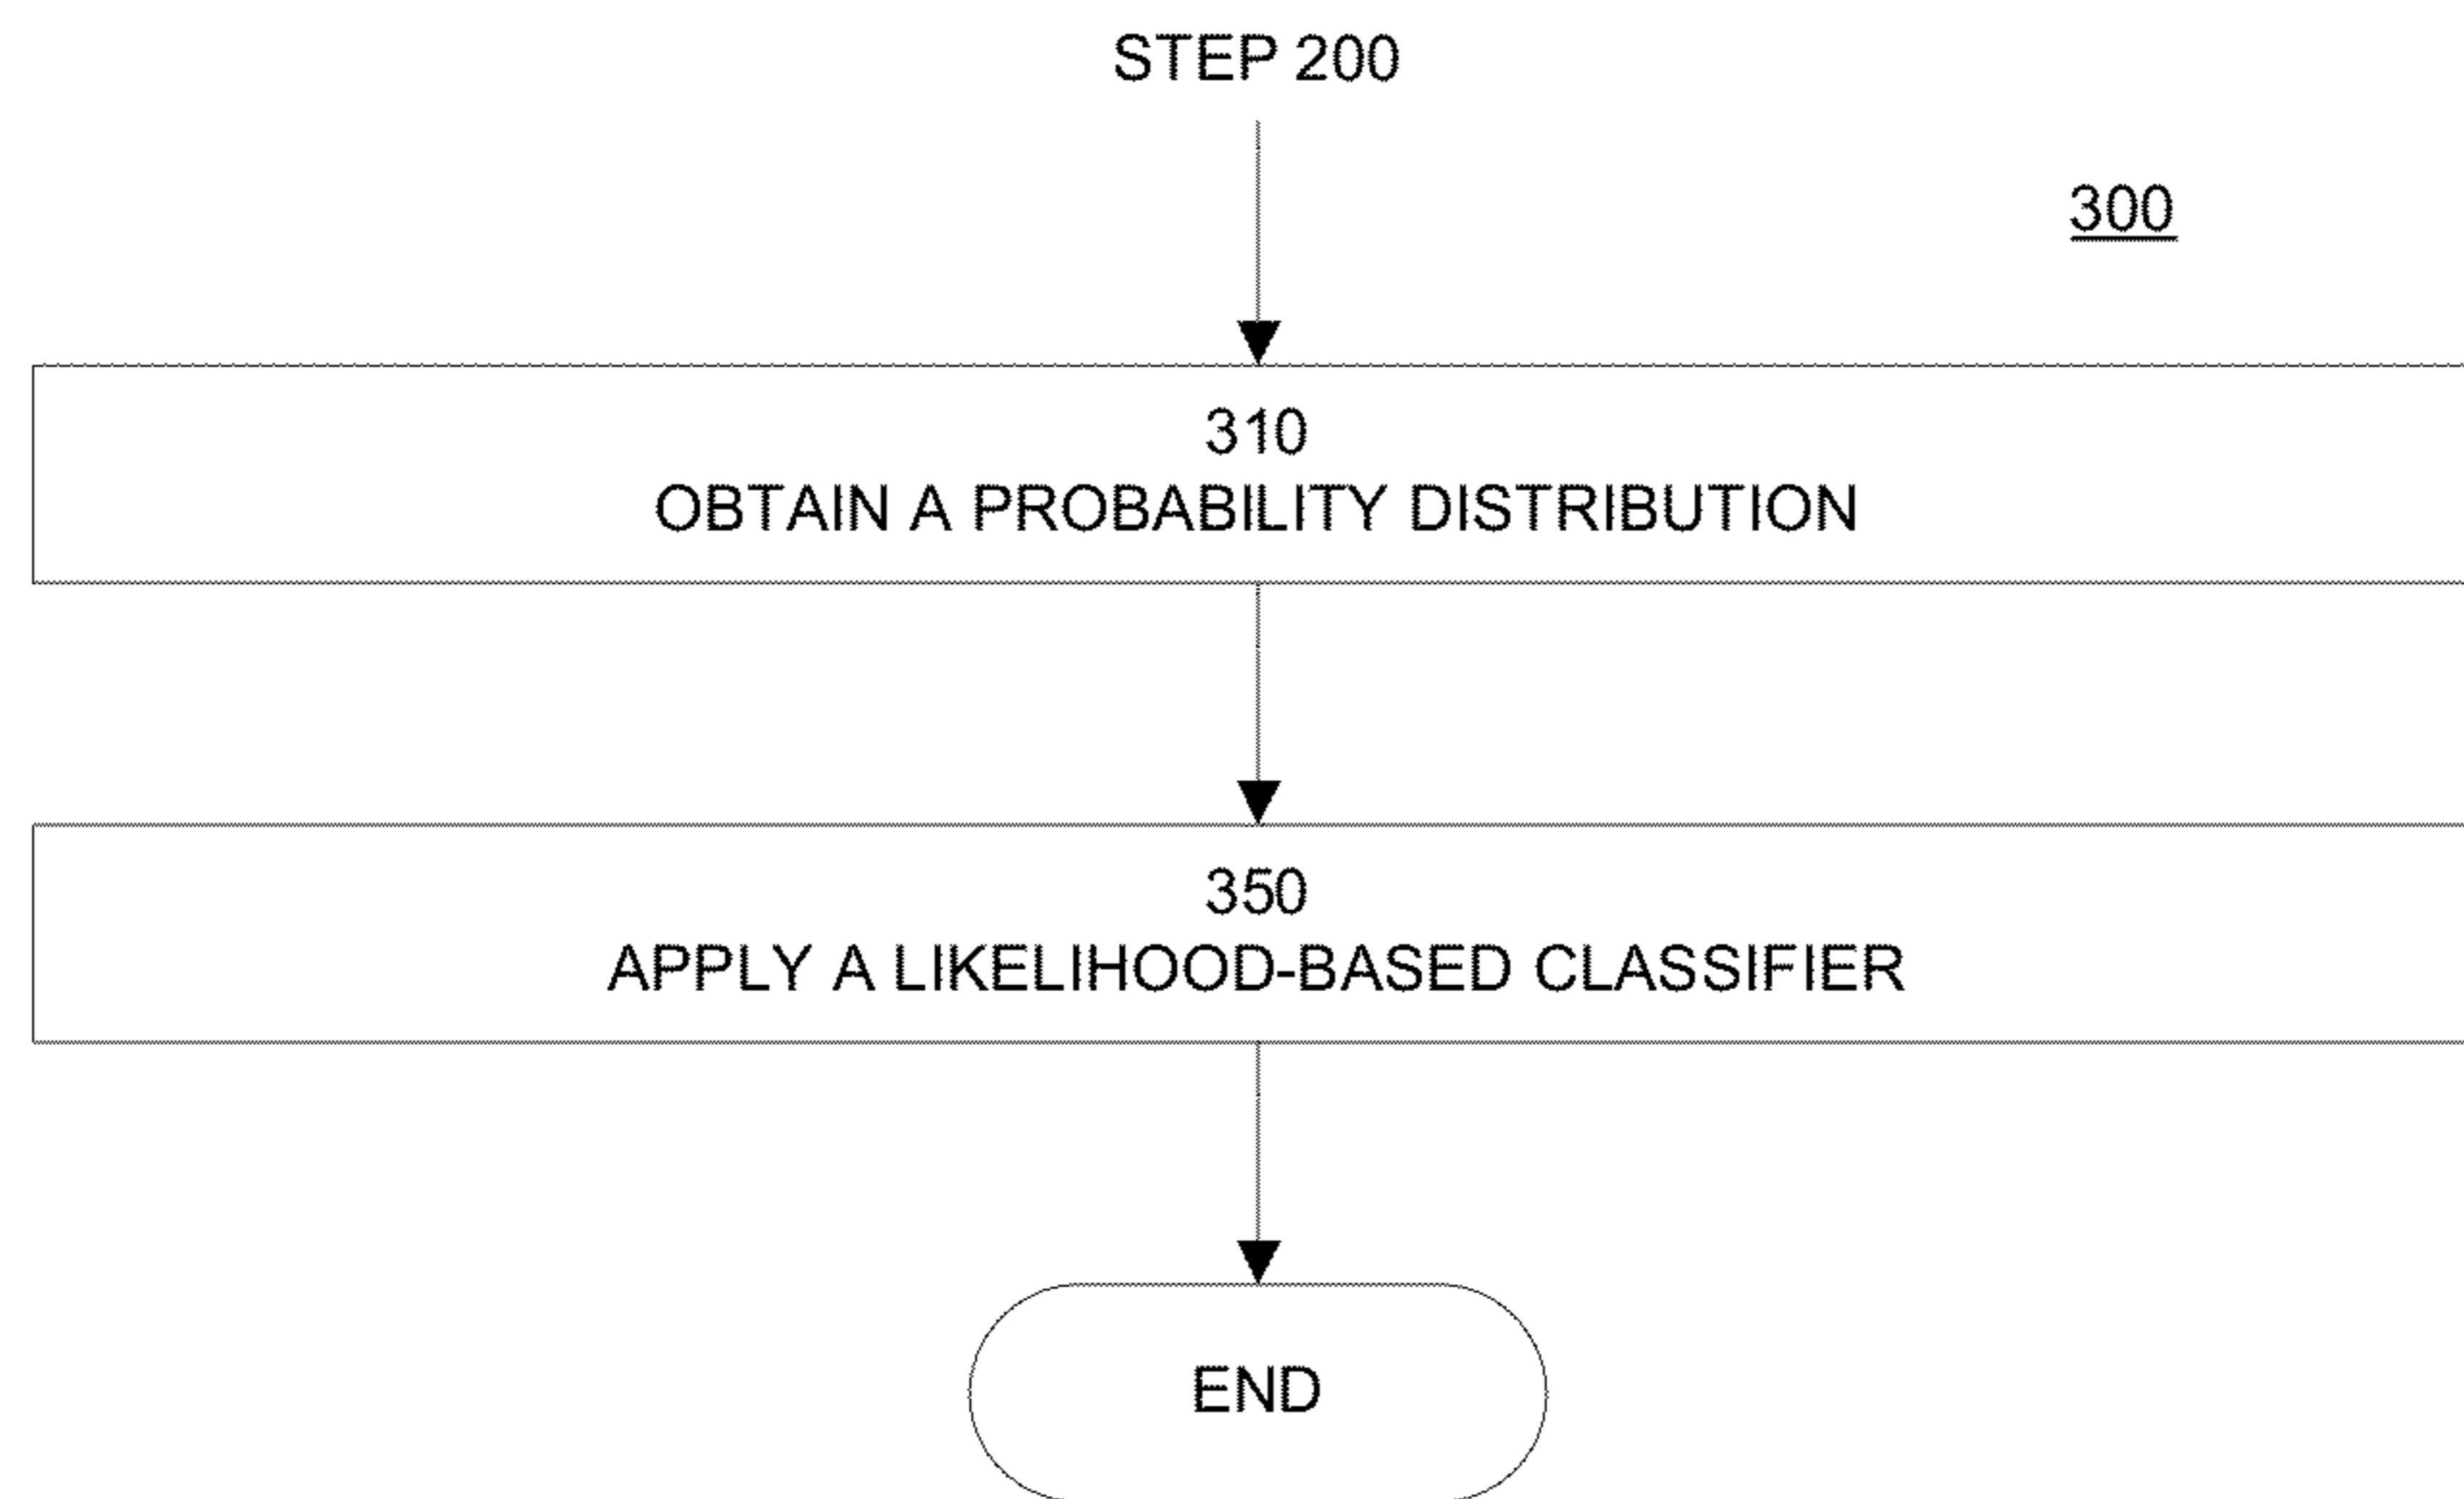 STEP 200
300
310
OBTAIN A PROBABILITY DISTRIBUTION
350
APPLY A LIKELIHOOD-BASED CLASSIFIER
END